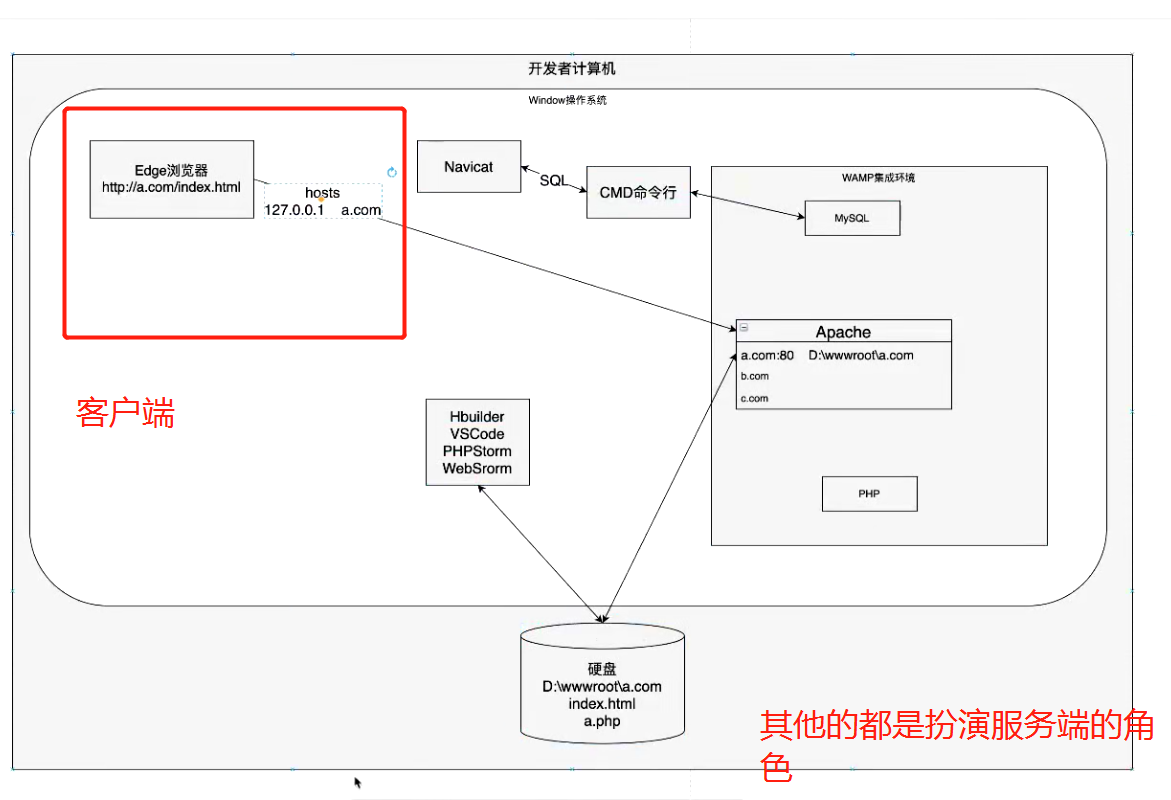 开发者计算机
Window操作系统
Edge浏览器
http://a.com/index.html
hosts
127.0.0.1 a.com
Navicat
SQL
CMD命令行
WAMP集成环境
MySQL
Apache
a.com:80 D:\wwwroot\a.com
b.com
c.com
客户端
Hbuilder
VSCode
PHPStorm
WebSrorm
PHP
硬盘
D:\wwwroot\a.com
index.html
a.php
其他的都是扮演服务端的角
色